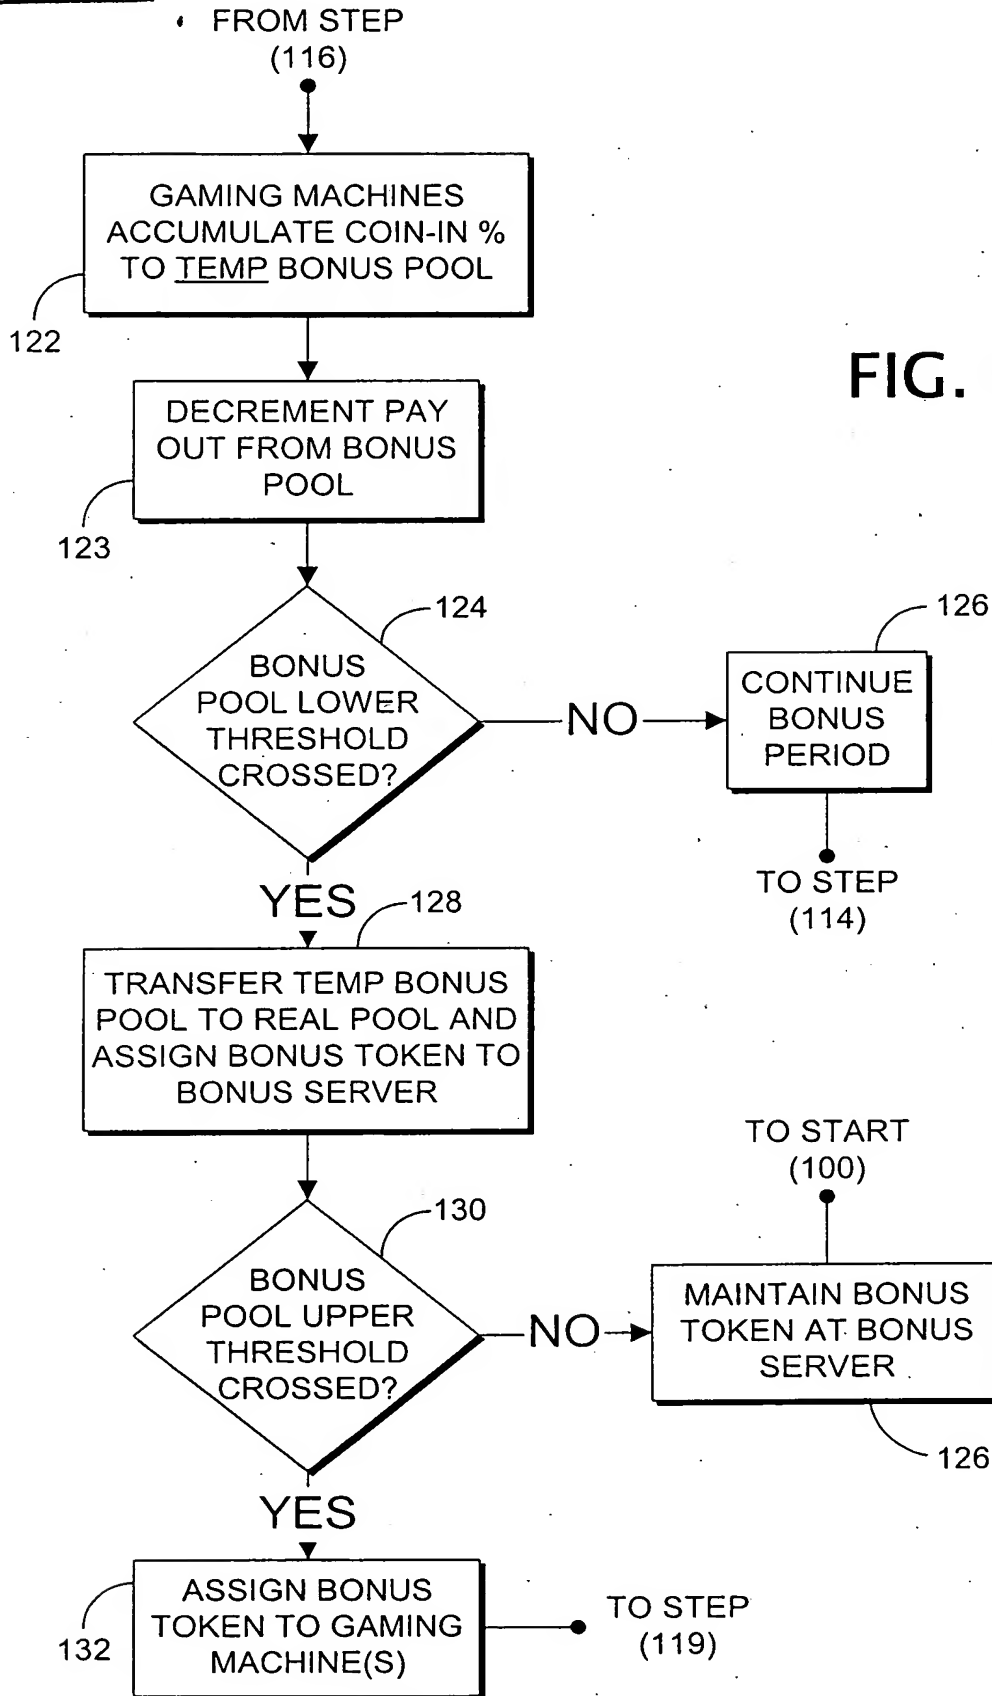 FROM STEP
(116)
GAMING MACHINES
ACCUMULATE COIN-IN %
TO TEMP BONUS POOL
122
FIG.
DECREMENT PAY
OUT FROM BONUS
POOL
123
124
BONUS
POOL LOWER
THRESHOLD
CROSSED?
NO
126
CONTINUE
BONUS
PERIOD
TO STEP
(114)
YES
128
TRANSFER TEMP BONUS
POOL TO REAL POOL AND
ASSIGN BONUS TOKEN TO
BONUS SERVER
TO START
(100)
130
BONUS
POOL UPPER
THRESHOLD
CROSSED?
NO
MAINTAIN BONUS
TOKEN AT BONUS
SERVER
126
YES
ASSIGN BONUS
TOKEN TO GAMING
MACHINE(S)
132
TO STEP
(119)